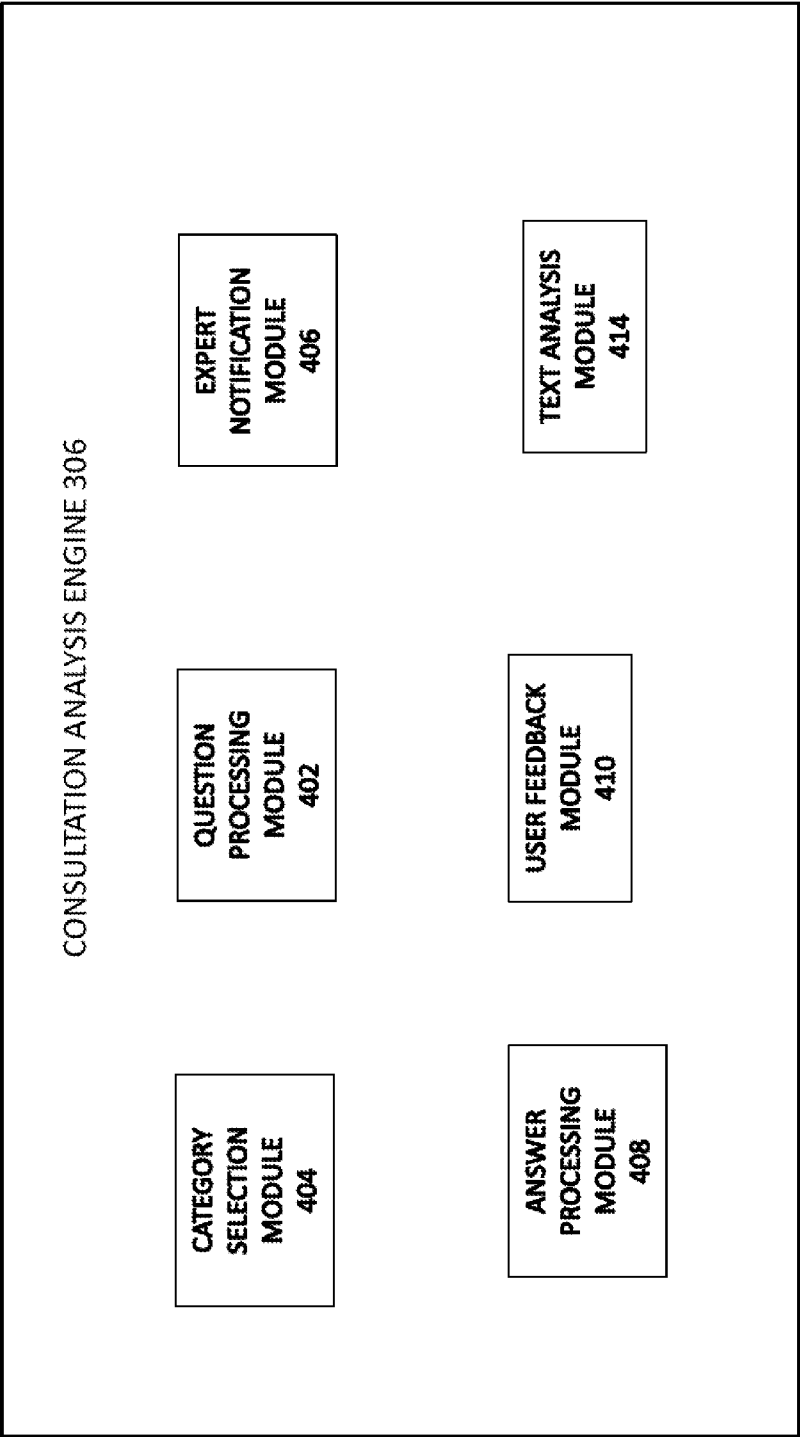 CONSULTATION ANALYSIS ENGINE 306
CATEGORY
SELECTION
MODULE
404
QUESTION
PROCESSING
MODULE
402
EXPERT
NOTIFICATION
MODULE
406
ANSWER
PROCESSING
MODULE
408
USER FEEDBACK
MODULE
410
TEXT ANALYSIS
MODULE
414